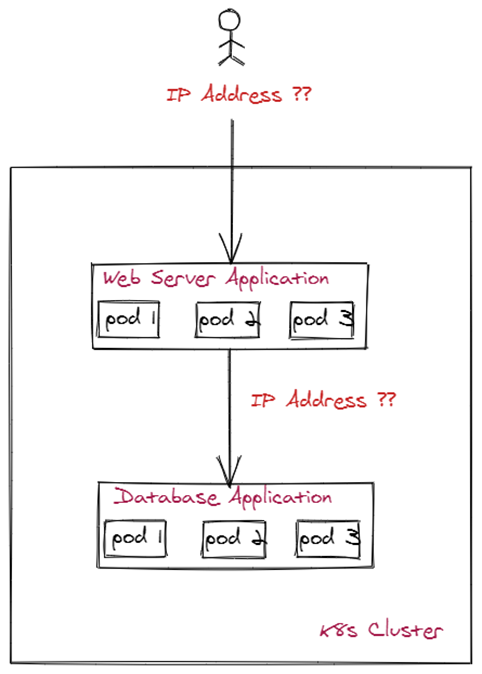 IP Address ??
Web Server Application
pod 1
pod 2
pod 3
IP Address ??
Database Application
pod 1
pod 2
pod 3
K8s Cluster